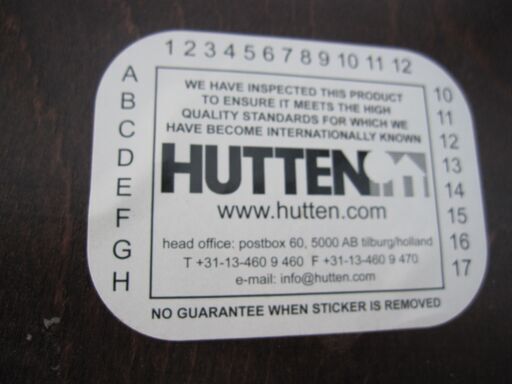 1 2 3 4 5 6 7 8 9 10 11 12
A
B
C
D
E
F
G
H
WE HAVE INSPECTED THIS PRODUCT
TO ENSURE IT MEETS THE HIGH
QUALITY STANDARDS FOR WHICH WE
HAVE BECOME INTERNATIONALLY KNOWN
HUTTEN
www.hutten.com
head office: postbox 60, 5000 AB tilburg/holland
T +31-13-460 9 460 F +31-13-460 9 470
e-mail: info@hutten.com
10
11
12
13
14
15
16
17
NO GUARANTEE WHEN STICKER IS REMOVED